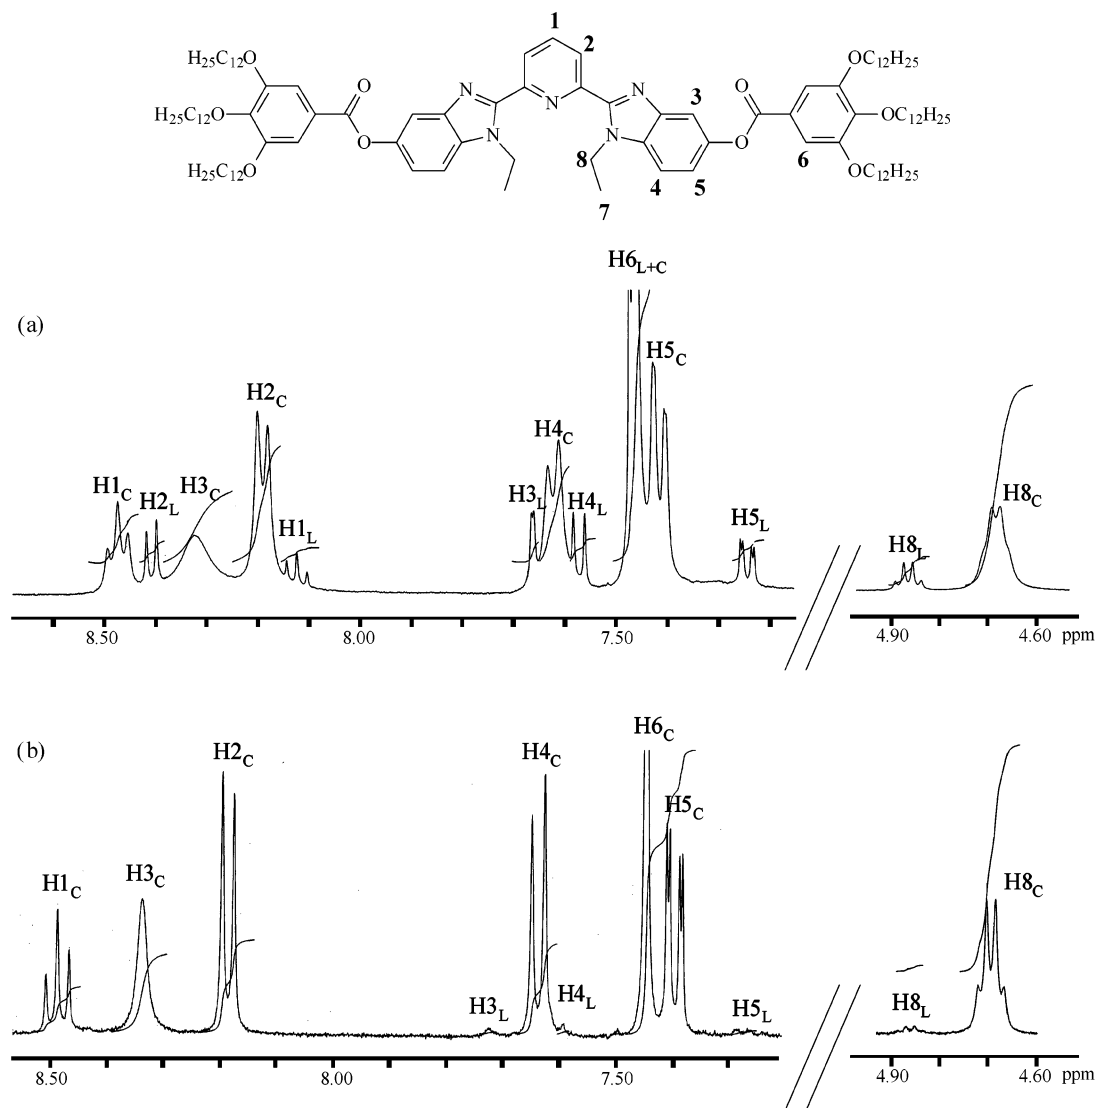 1
2
H₂₅C₁₂O
O
N
N
3
O
OC₁₂H₂₅
H₂₅C₁₂O
N
OC₁₂H₂₅
O
N
N
O
6
H₂₅C₁₂O
8
4
5
OC₁₂H₂₅
7
(a)
H6L+C
H5C
H2C
H4C
H1C
H2L
H3C
H3L
H4L
H1L
H5L
H8C
H8L
8.50
8.00
7.50
4.90
4.60
ppm
(b)
H6C
H2C
H4C
H5C
H1C
H3C
H8C
H3L
H4L
H5L
H8L
8.50
8.00
7.50
4.90
4.60
ppm